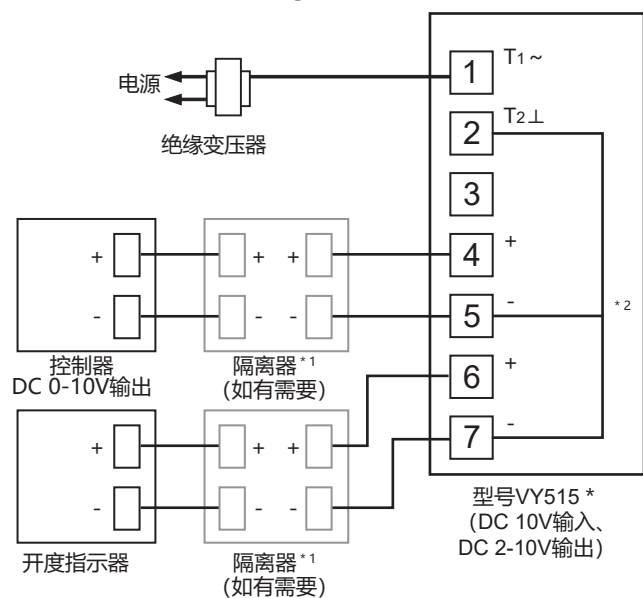 1 T1~
电源
2 T2⊥
绝缘变压器
3
+ + + 4 +
- - - 5 - *2
控制器
DC 0-10V输出
隔离器*1
(如有需要)
6 +
+ + +
7 -
- - -
开度指示器
隔离器*1
(如有需要)
型号VY515 *
(DC 10V输入、
DC 2-10V输出)